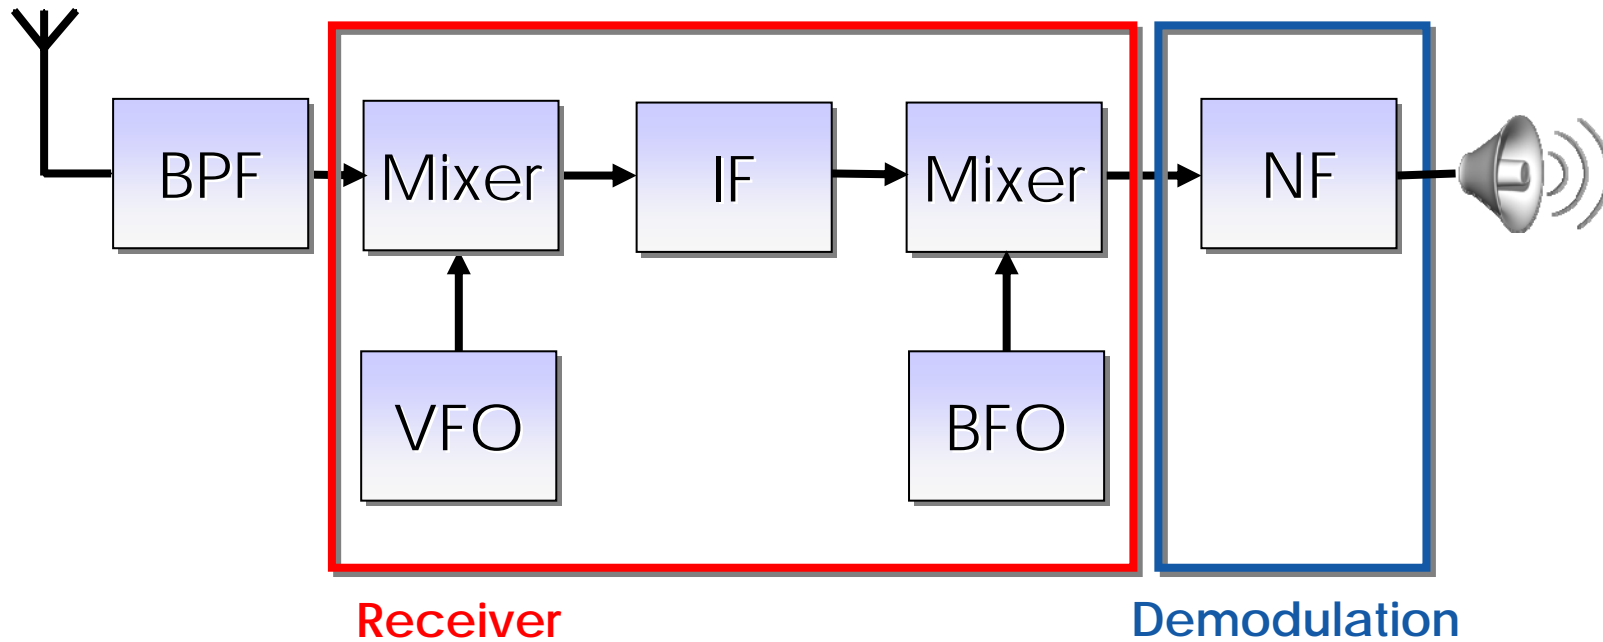 BPF
Mixer
IF
Mixer
NF
VFO
BFO
Receiver
Demodulation